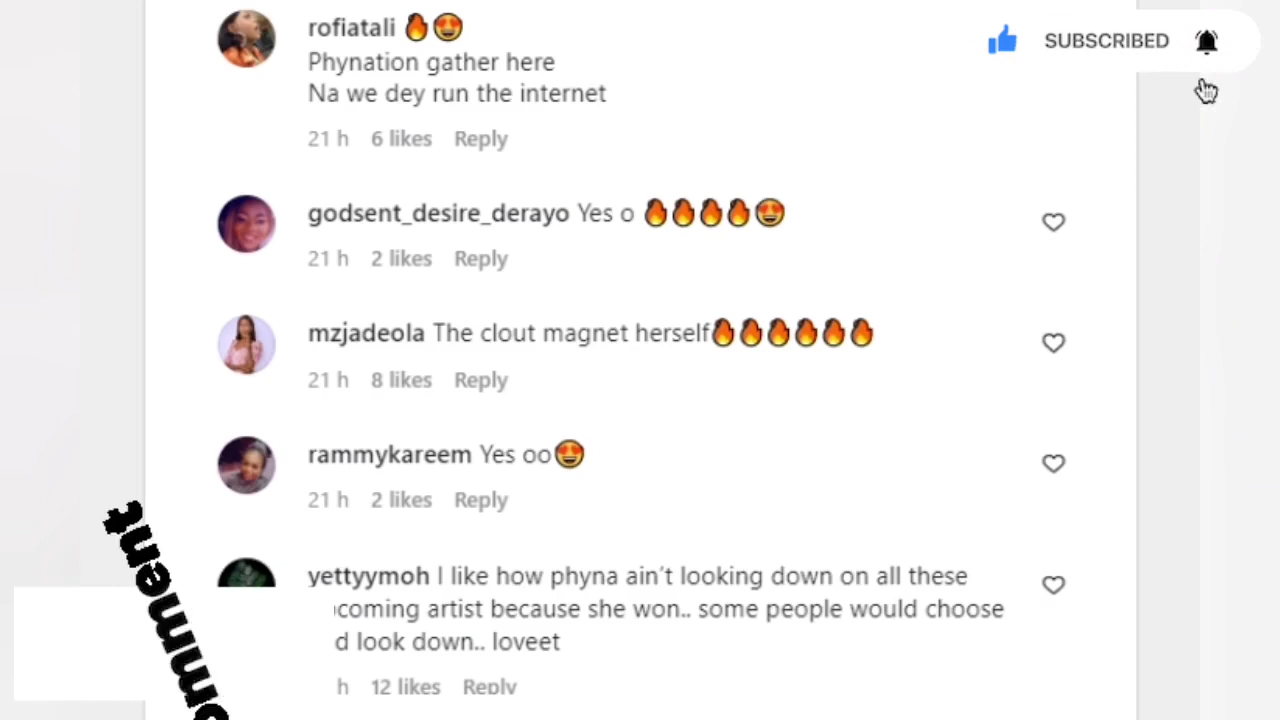 rofiatali 🔥😍
SUBSCRIBED
Phynation gather here
Na we dey run the internet
21 h 6 likes Reply
godsent_desire_derayo Yes o 🔥🔥🔥🔥😍
21 h 2 likes Reply
mzjadeola The clout magnet herself🔥🔥🔥🔥🔥🔥
21 h 8 likes Reply
rammykareem Yes oo😍
21 h 2 likes Reply
yettyymoh I like how phyna ain't looking down on all these
coming artist because she won.. some people would choose
d look down.. loveet
h 12 likes Reply
omment